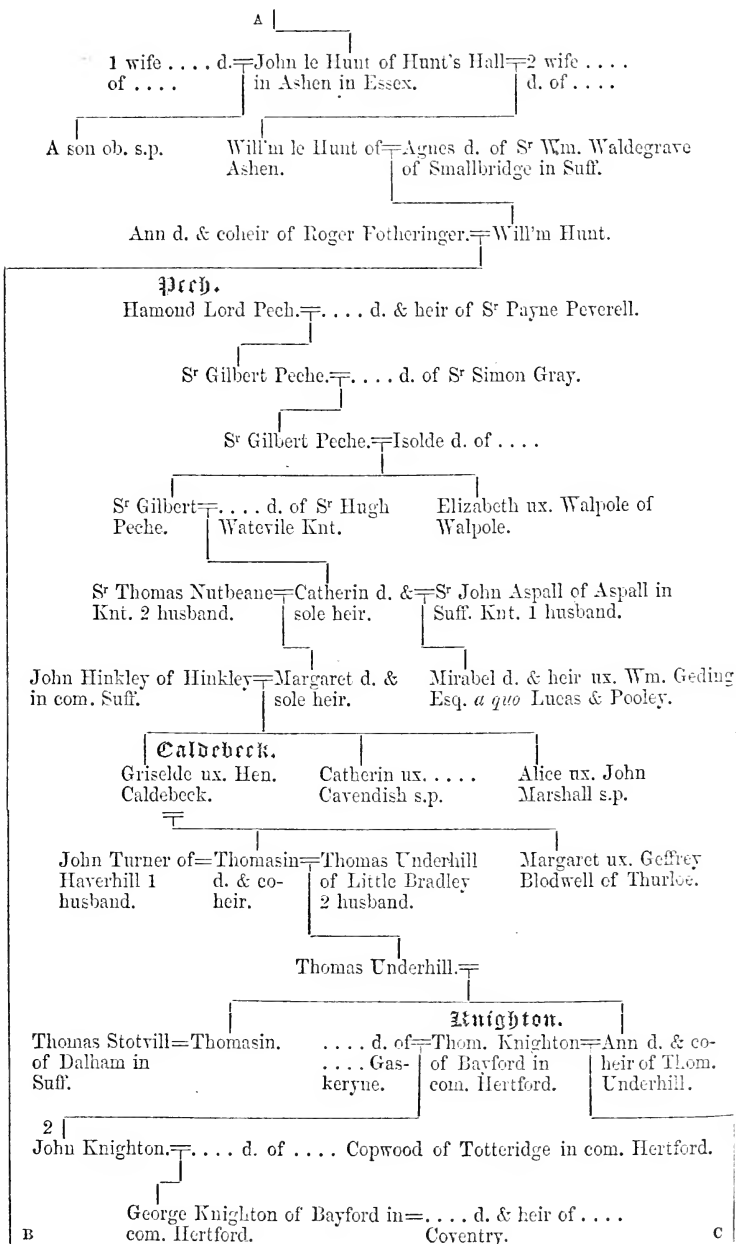 A
1 wife . . . . d.=John le Hunt of Hunt's Hall=2 wife . . . .
of . . . . in Ashen in Essex. d. of . . . .
A son ob. s.p. Will'm le Hunt of=Agnes d. of Sr Wm. Waldegrave
Ashen. of Smallbridge in Suff.
Ann d. & coheir of Roger Fotheringer.=Will'm Hunt.
Pech.
Hamond Lord Pech.=. . . . d. & heir of Sr Payne Peverell.
Sr Gilbert Peche.=. . . . d. of Sr Simon Gray.
Sr Gilbert Peche.=Isolde d. of . . . .
Sr Gilbert=. . . . d. of Sr Hugh Elizabeth ux. Walpole of
Peche. Watevile Knt. Walpole.
Sr Thomas Nutbeane=Catherin d. &=Sr John Aspall of Aspall in
Knt. 2 husband. sole heir. Suff. Knt. 1 husband.
John Hinkley of Hinkley=Margaret d. & Mirabel d. & heir ux. Wm. Geding
in com. Suff. sole heir. Esq. a quo Lucas & Pooley.
Caldebeck.
Griselde ux. Hen. Catherin ux. . . . . Alice ux. John
Caldebeck. Cavendish s.p. Marshall s.p.
John Turner of=Thomasin=Thomas Underhill Margaret ux. Geffrey
Haverhill 1 d. & co- of Little Bradley Blodwell of Thurloe.
husband. heir. 2 husband.
Thomas Underhill.=
Knighton.
Thomas Stotvill=Thomasin. . . . . d. of=Thom. Knighton=Ann d. & co-
of Dalham in . . . . Gas- of Bayford in heir of Thom.
Suff. keryne. com. Hertford. Underhill.
2
John Knighton.=. . . . d. of . . . . Copwood of Totteridge in com. Hertford.
George Knighton of Bayford in=. . . . d. & heir of . . . .
B com. Hertford. Coventry. C